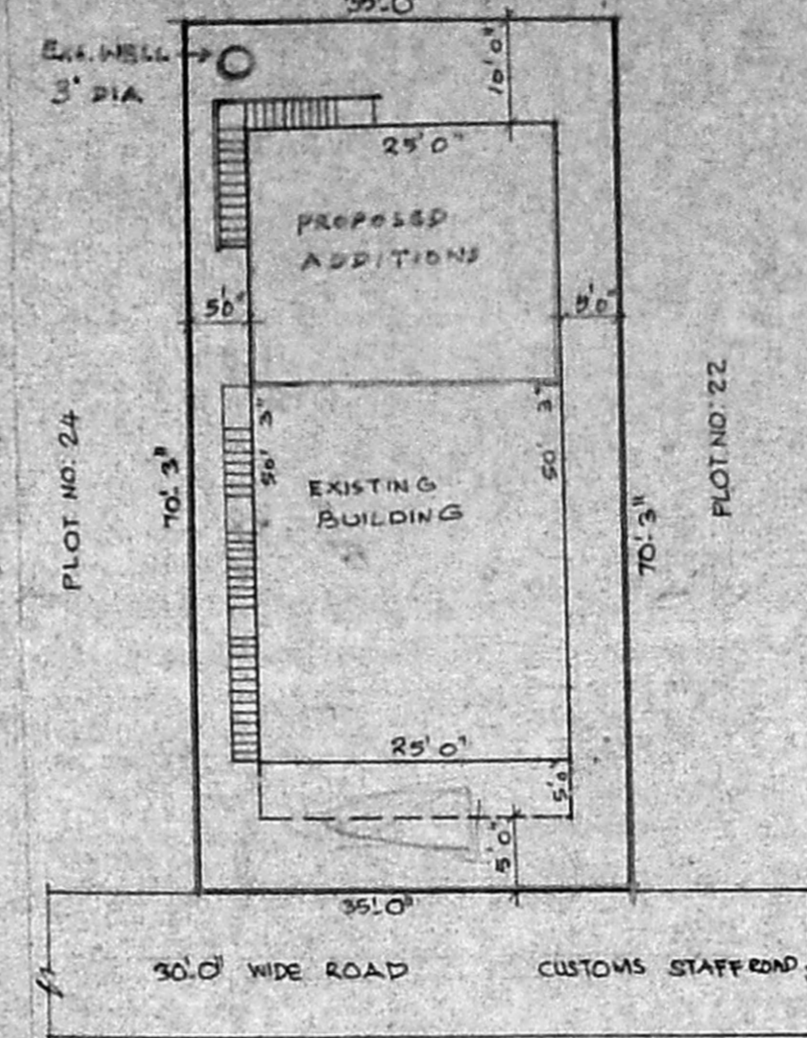 35'-0"
EXG. WELL
3' DIA
10'0"
25'0"
PROPOSED
ADDITIONS
5'0"
5'0"
50' 3"
50' 3"
PLOT NO. 24
70'-3"
EXISTING
BUILDING
PLOT NO. 22
70'-3"
25'0"
5'0"
5'0"
35'-0"
30'-0" WIDE ROAD
CUSTOMS STAFF ROAD.